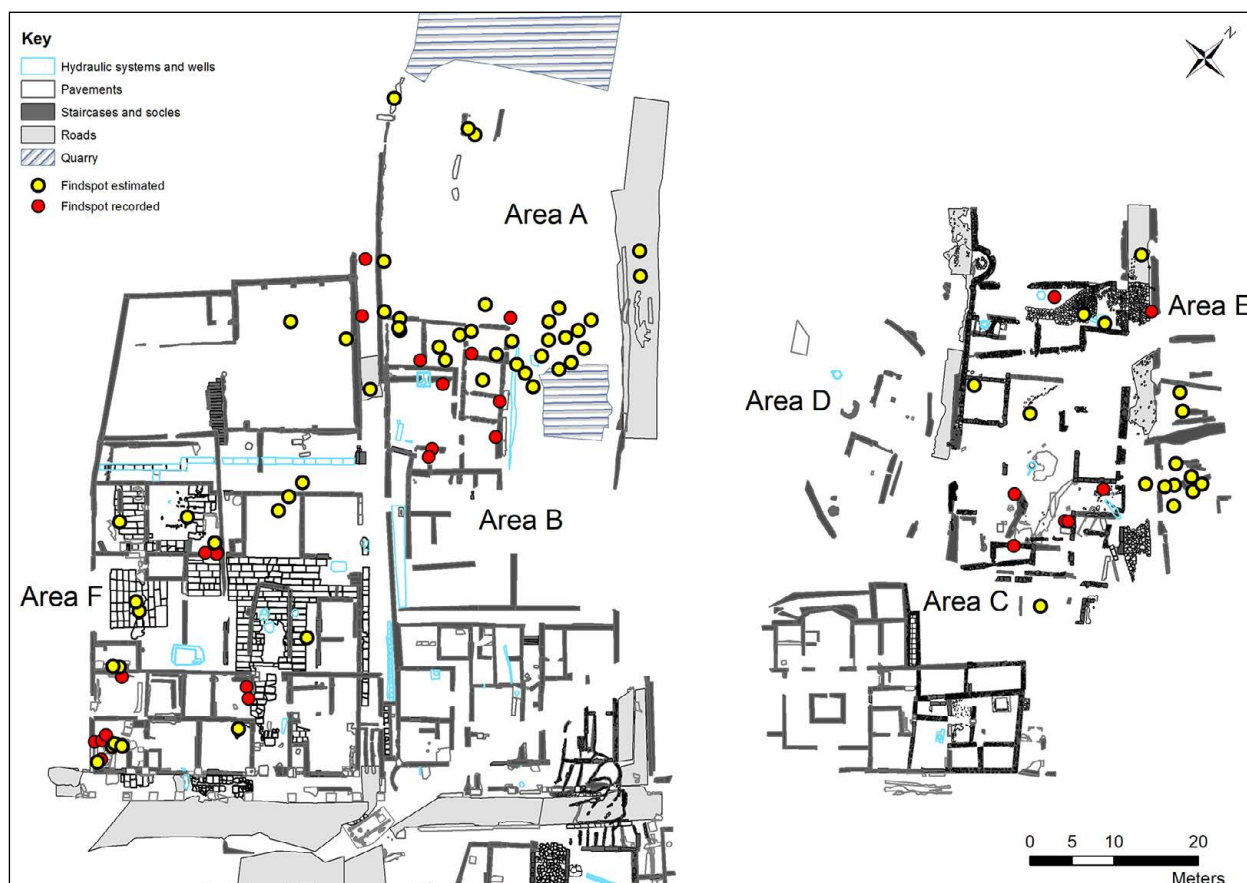 Key
Hydraulic systems and wells
Pavements
Staircases and socles
Roads
Quarry
Findspot estimated
Findspot recorded
N
Area A
Area E
Area D
Area B
Area F
Area C
0 5 10 20
Meters